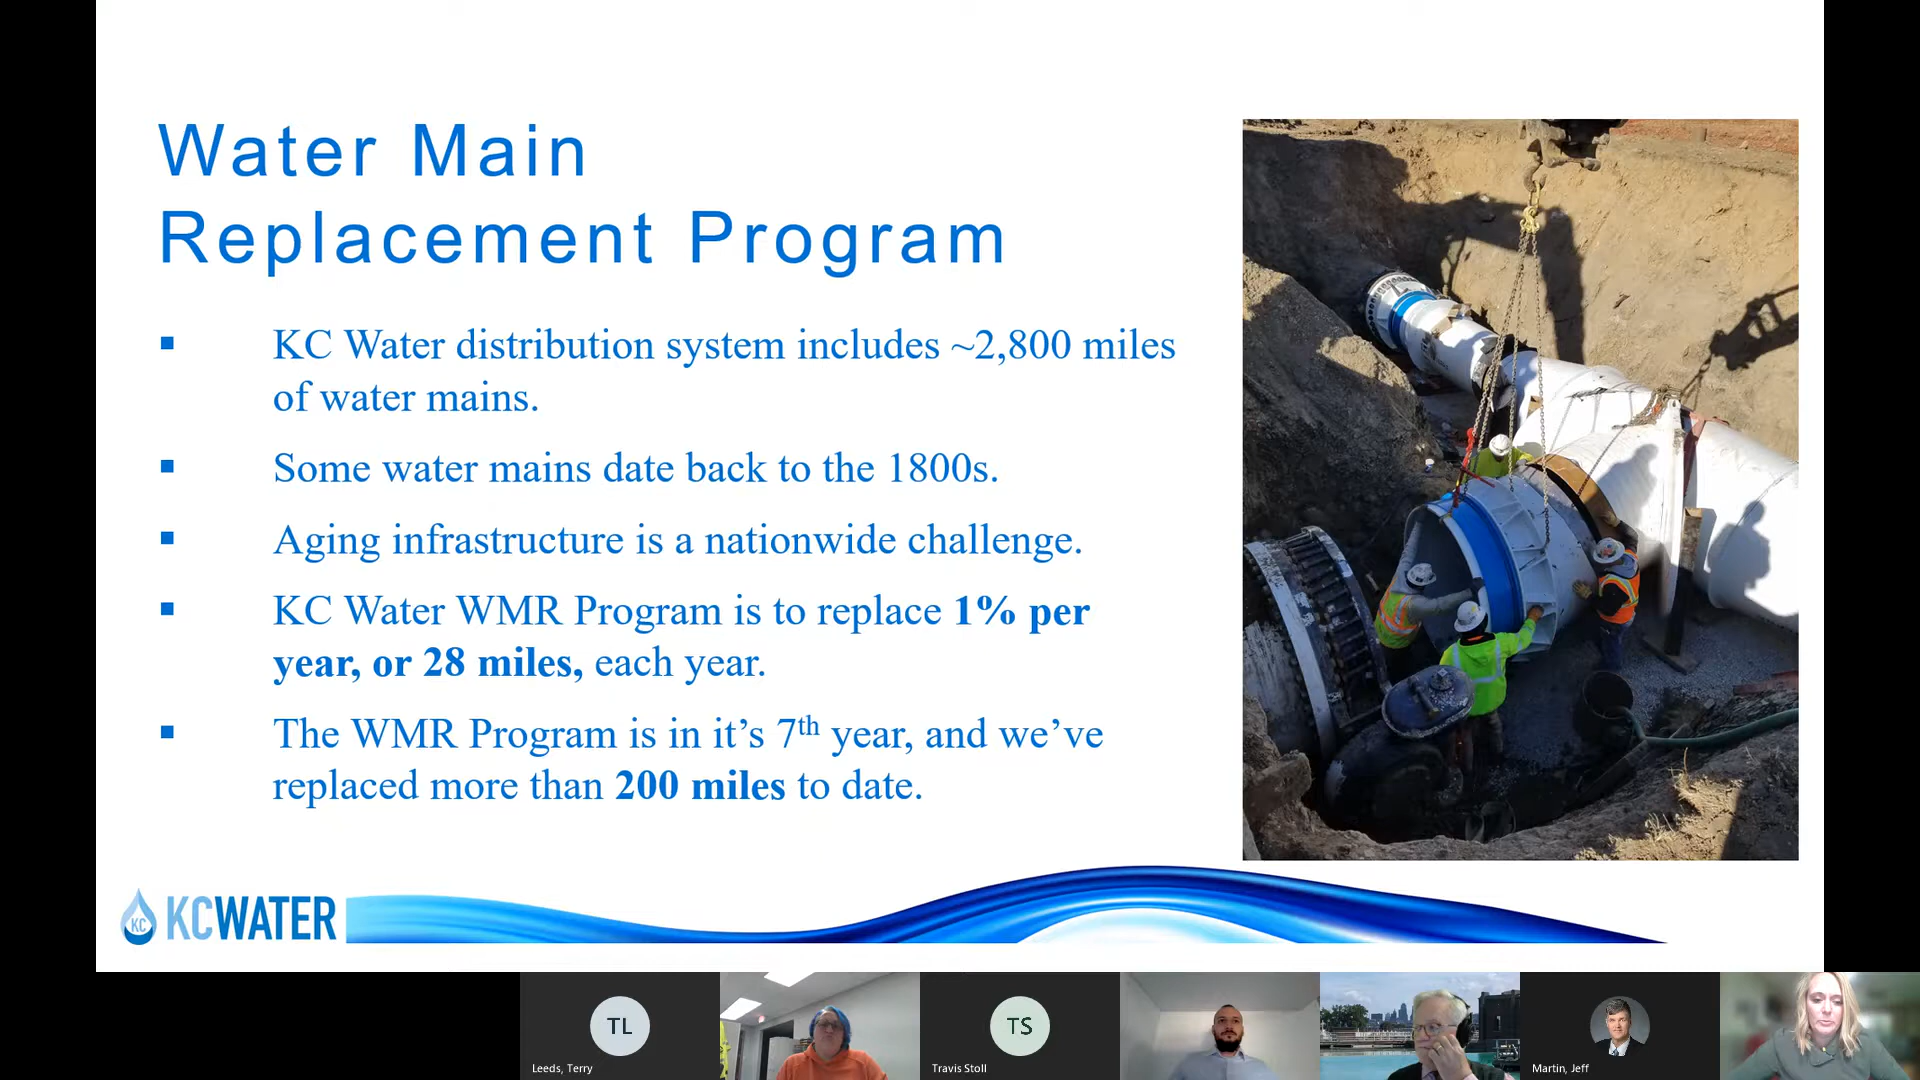 Water Main
Replacement Program
▪ KC Water distribution system includes ~2,800 miles
of water mains.
▪ Some water mains date back to the 1800s.
▪ Aging infrastructure is a nationwide challenge.
▪ KC Water WMR Program is to replace 1% per
year, or 28 miles, each year.
▪ The WMR Program is in it’s 7th year, and we’ve
replaced more than 200 miles to date.
KC
KCWATER
TL
Leeds, Terry
TS
Travis Stoll
Martin, Jeff